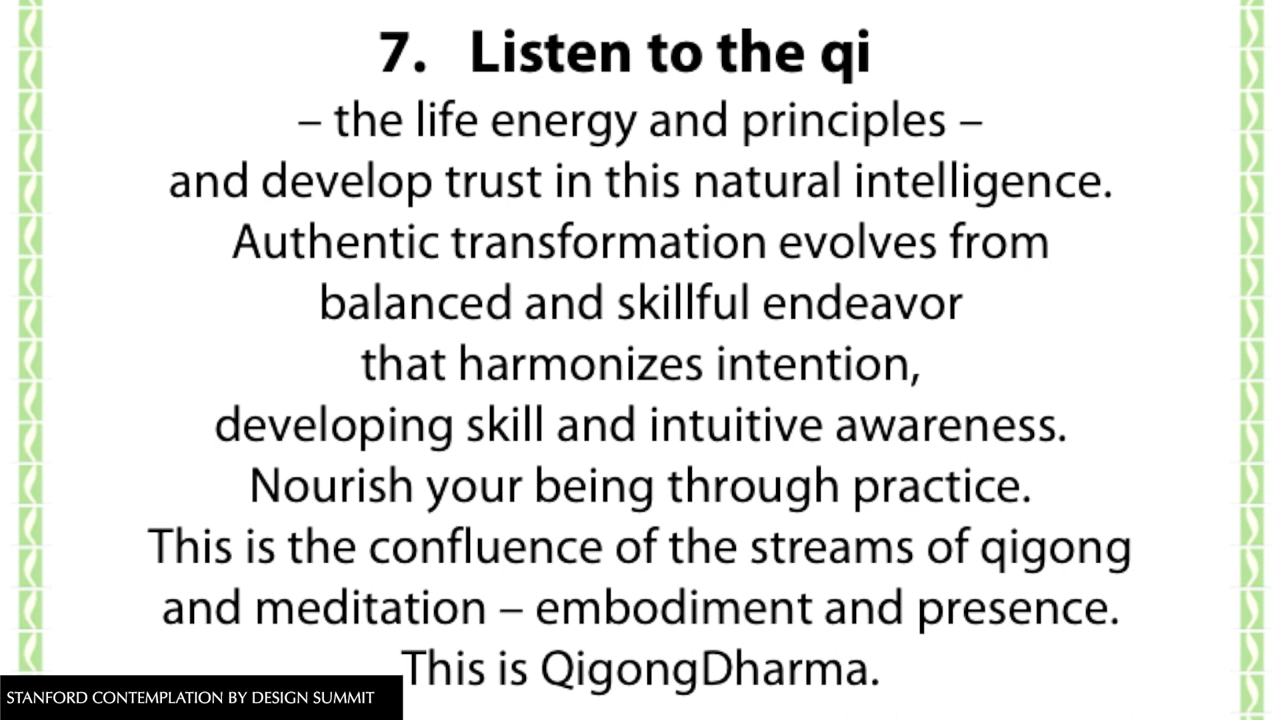 7. Listen to the qi
– the life energy and principles –
and develop trust in this natural intelligence.
Authentic transformation evolves from
balanced and skillful endeavor
that harmonizes intention,
developing skill and intuitive awareness.
Nourish your being through practice.
This is the confluence of the streams of qigong
and meditation – embodiment and presence.
This is QigongDharma.
STANFORD CONTEMPLATION BY DESIGN SUMMIT